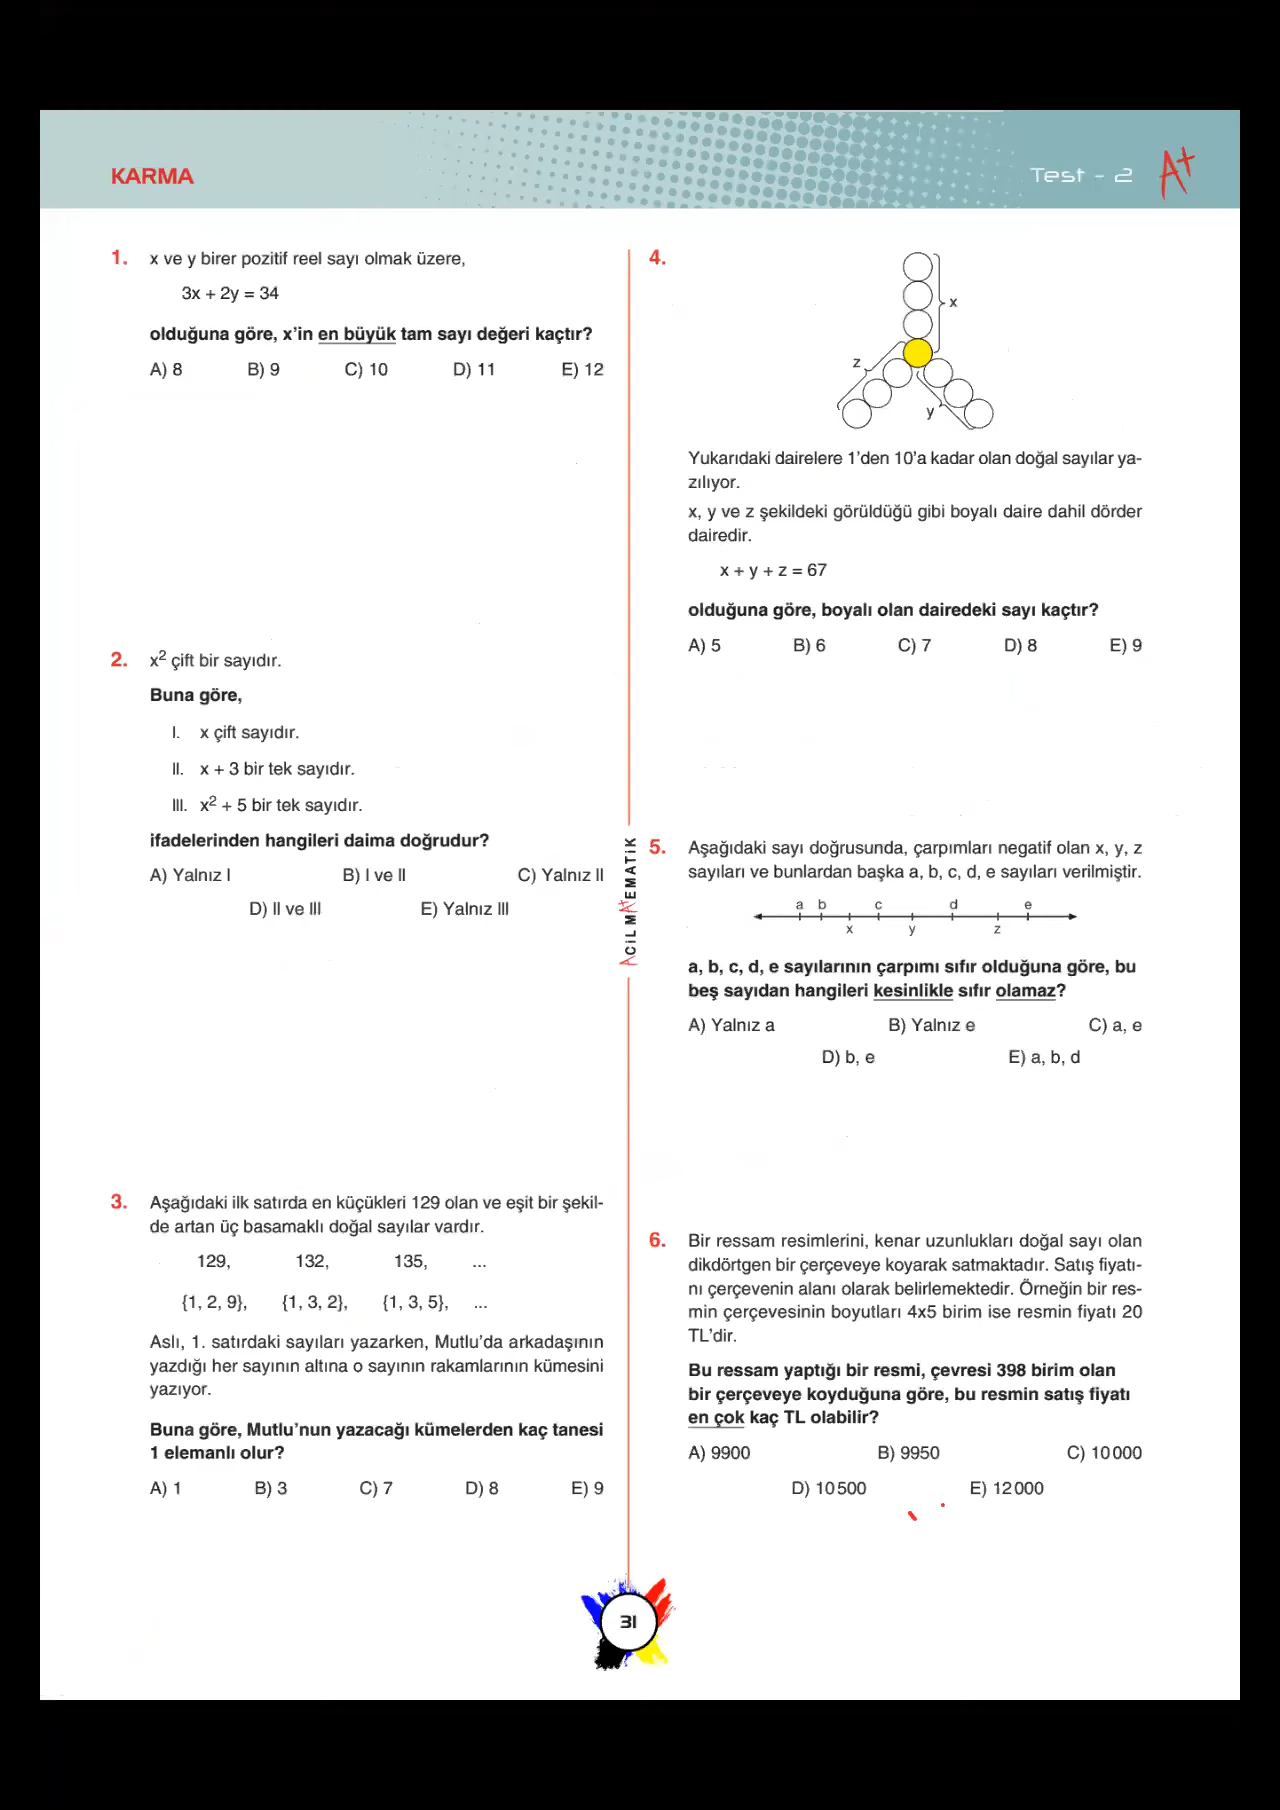 KARMA
Test - 2
A+
1. x ve y birer pozitif reel sayı olmak üzere,
3x + 2y = 34
olduğuna göre, x'in en büyük tam sayı değeri kaçtır?
A) 8 B) 9 C) 10 D) 11 E) 12
2. x² çift bir sayıdır.
Buna göre,
I. x çift sayıdır.
II. x + 3 bir tek sayıdır.
III. x² + 5 bir tek sayıdır.
ifadelerinden hangileri daima doğrudur?
A) Yalnız I B) I ve II C) Yalnız II
D) II ve III E) Yalnız III
3. Aşağıdaki ilk satırda en küçükleri 129 olan ve eşit bir şekil-
de artan üç basamaklı doğal sayılar vardır.
129, 132, 135, ...
{1, 2, 9}, {1, 3, 2}, {1, 3, 5}, ...
Aslı, 1. satırdaki sayıları yazarken, Mutlu'da arkadaşının
yazdığı her sayının altına o sayının rakamlarının kümesini
yazıyor.
Buna göre, Mutlu'nun yazacağı kümelerden kaç tanesi
1 elemanlı olur?
A) 1 B) 3 C) 7 D) 8 E) 9
ACİL MATEMATİK
4.
x
z
y
Yukarıdaki dairelere 1'den 10'a kadar olan doğal sayılar ya-
zılıyor.
x, y ve z şekildeki görüldüğü gibi boyalı daire dahil dörder
dairedir.
x + y + z = 67
olduğuna göre, boyalı olan dairedeki sayı kaçtır?
A) 5 B) 6 C) 7 D) 8 E) 9
5. Aşağıdaki sayı doğrusunda, çarpımları negatif olan x, y, z
sayıları ve bunlardan başka a, b, c, d, e sayıları verilmiştir.
a b c d e
x y z
a, b, c, d, e sayılarının çarpımı sıfır olduğuna göre, bu
beş sayıdan hangileri kesinlikle sıfır olamaz?
A) Yalnız a B) Yalnız e C) a, e
D) b, e E) a, b, d
6. Bir ressam resimlerini, kenar uzunlukları doğal sayı olan
dikdörtgen bir çerçeveye koyarak satmaktadır. Satış fiyatı-
nı çerçevenin alanı olarak belirlemektedir. Örneğin bir res-
min çerçevesinin boyutları 4x5 birim ise resmin fiyatı 20
TL'dir.
Bu ressam yaptığı bir resmi, çevresi 398 birim olan
bir çerçeveye koyduğuna göre, bu resmin satış fiyatı
en çok kaç TL olabilir?
A) 9900 B) 9950 C) 10 000
D) 10 500 E) 12 000
31